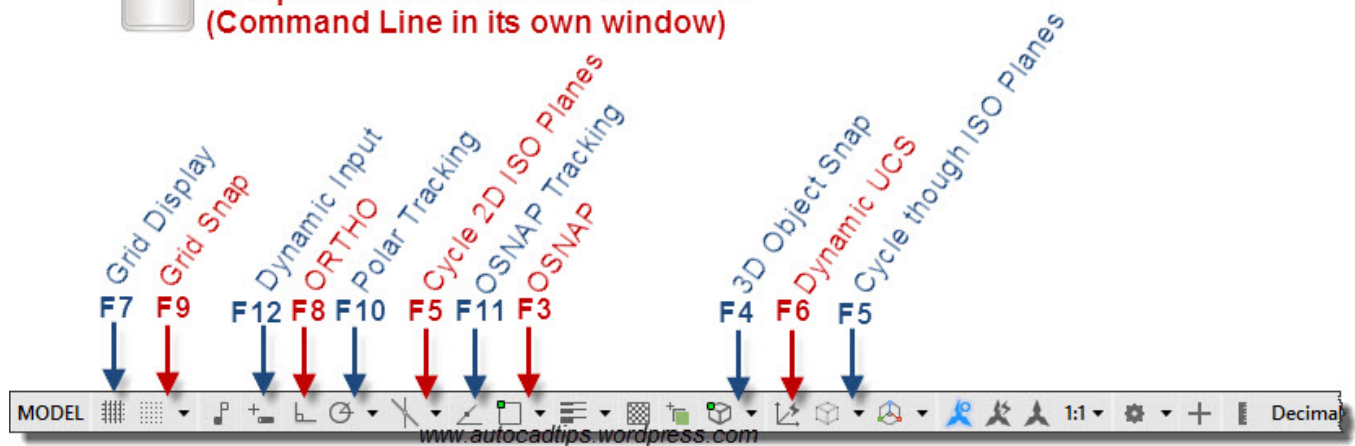 (Command Line in its own window)
Grid Display
Grid Snap
Dynamic Input
ORTHO
Polar Tracking
Cycle 2D ISO Planes
OSNAP Tracking
OSNAP
3D Object Snap
Dynamic UCS
Cycle though ISO Planes
F7 F9 F12 F8 F10 F5 F11 F3 F4 F6 F5
MODEL 1:1 Decimal
www.autocadtips.wordpress.com